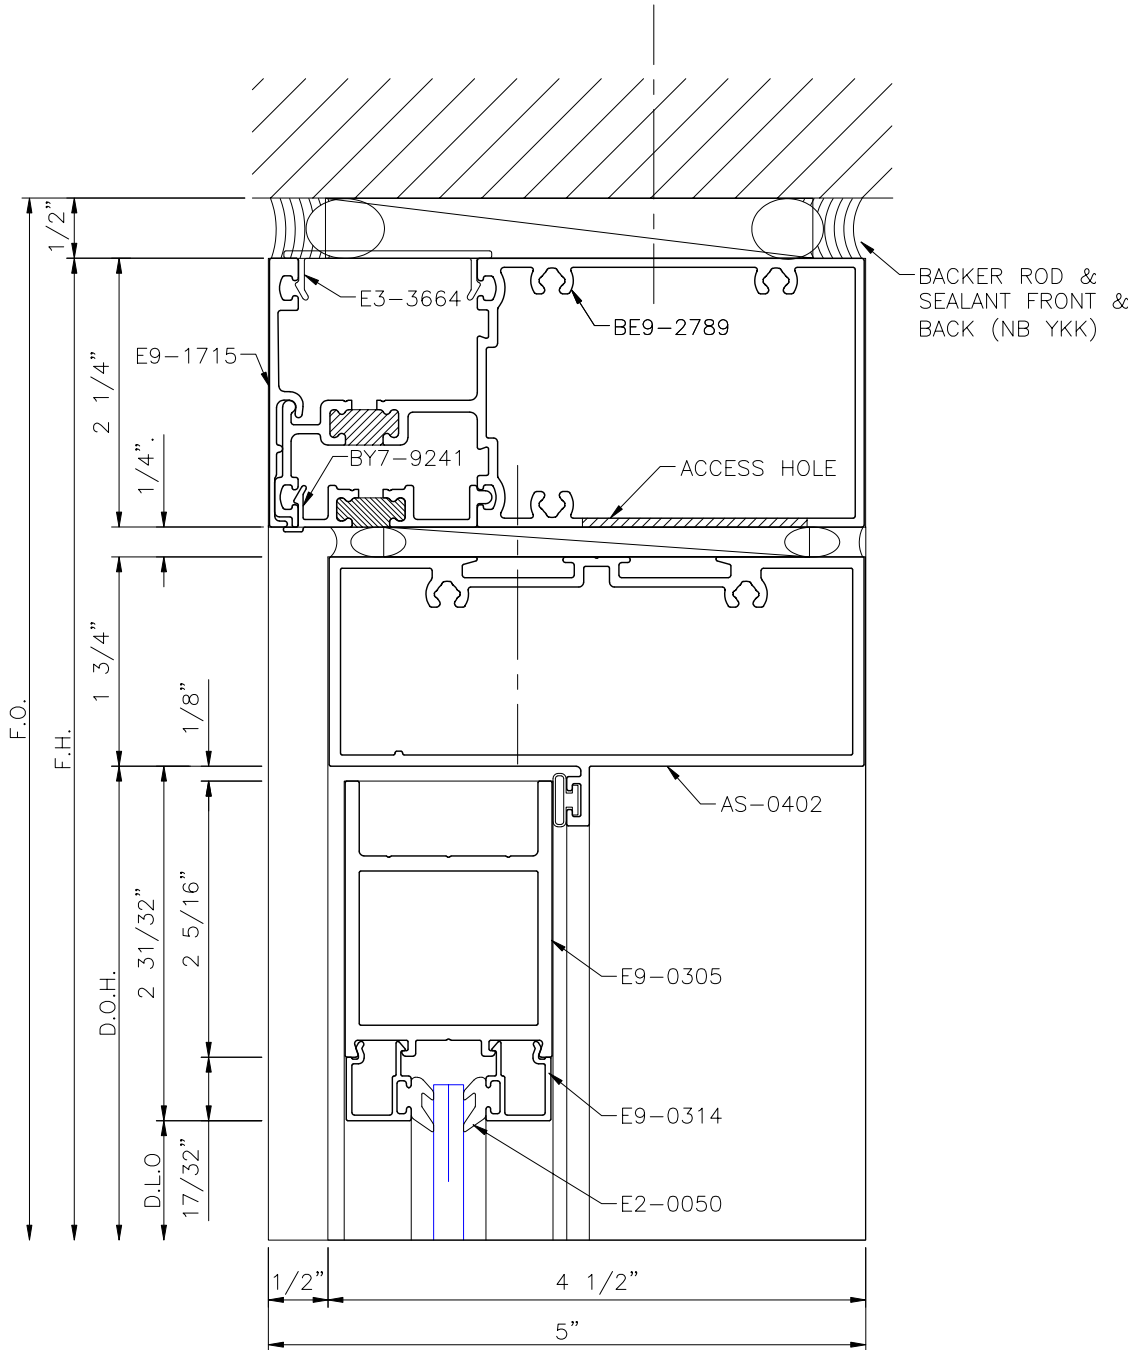 1/2"
BACKER ROD &
SEALANT FRONT &
BACK (NB YKK)
E3-3664
BE9-2789
E9-1715
2 1/4"
1/4".
BY7-9241
ACCESS HOLE
1 3/4"
1/8"
F.O.
F.H.
AS-0402
2 31/32"
2 5/16"
D.O.H.
E9-0305
E9-0314
D.L.O
17/32"
E2-0050
1/2"
4 1/2"
5"